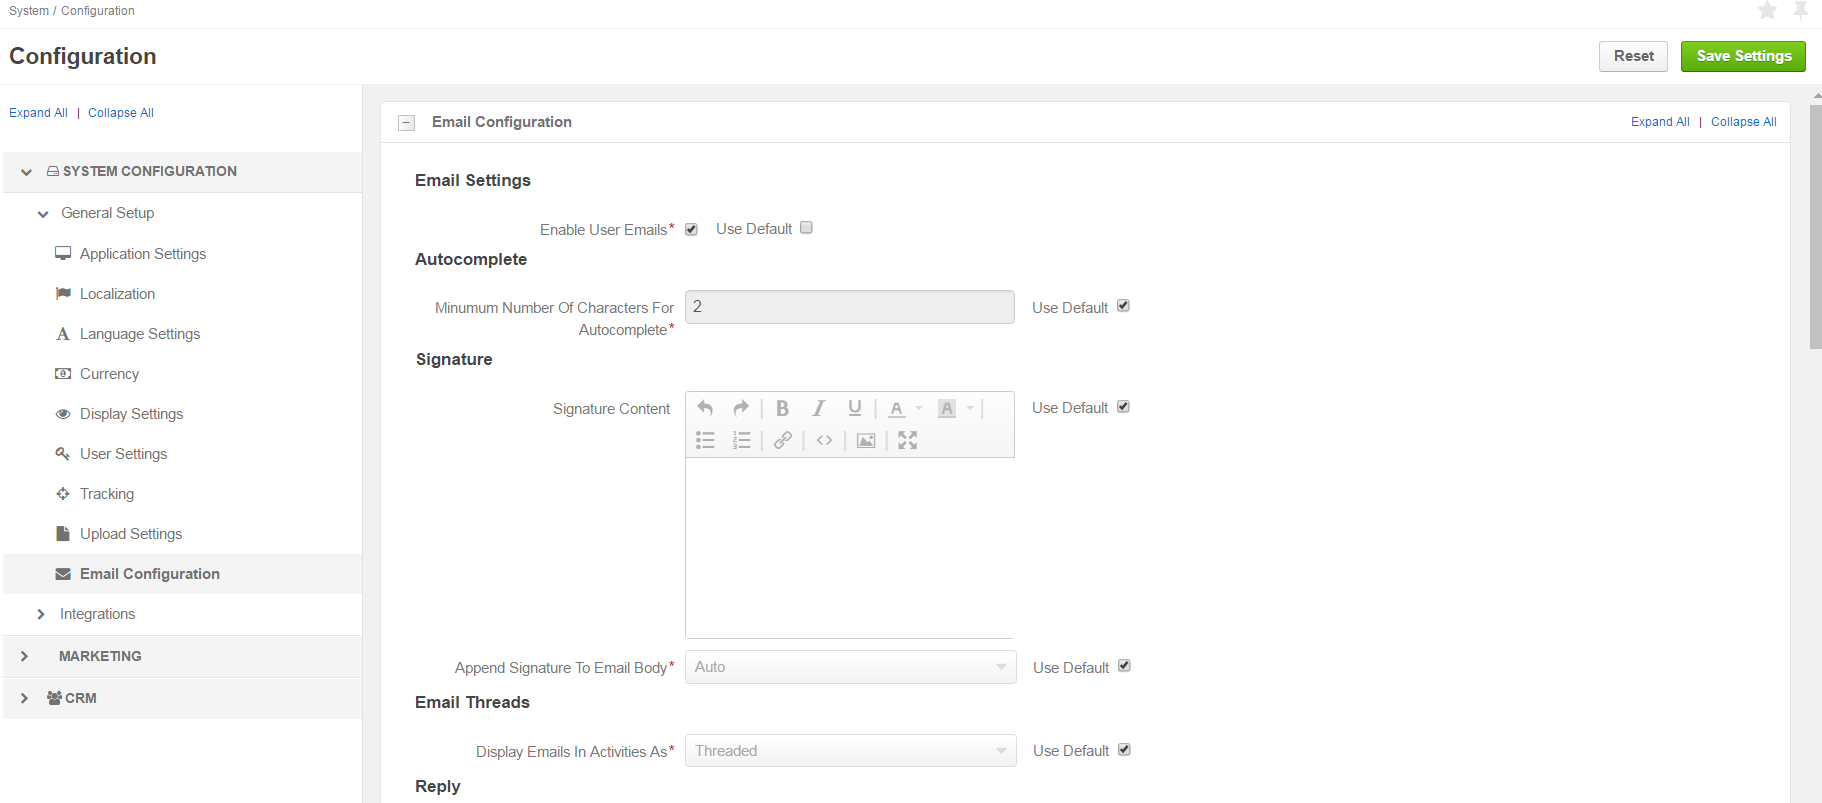 System / Configuration
Configuration
Reset
Save Settings
Expand All | Collapse All
SYSTEM CONFIGURATION
General Setup
Application Settings
Localization
Language Settings
Currency
Display Settings
User Settings
Tracking
Upload Settings
Email Configuration
Integrations
MARKETING
CRM
Email Configuration
Expand All | Collapse All
Email Settings
Enable User Emails*
Use Default
Autocomplete
Minumum Number Of Characters For
Autocomplete*
2
Use Default
Signature
Signature Content
Use Default
Append Signature To Email Body*
Auto
Use Default
Email Threads
Display Emails In Activities As*
Threaded
Use Default
Reply